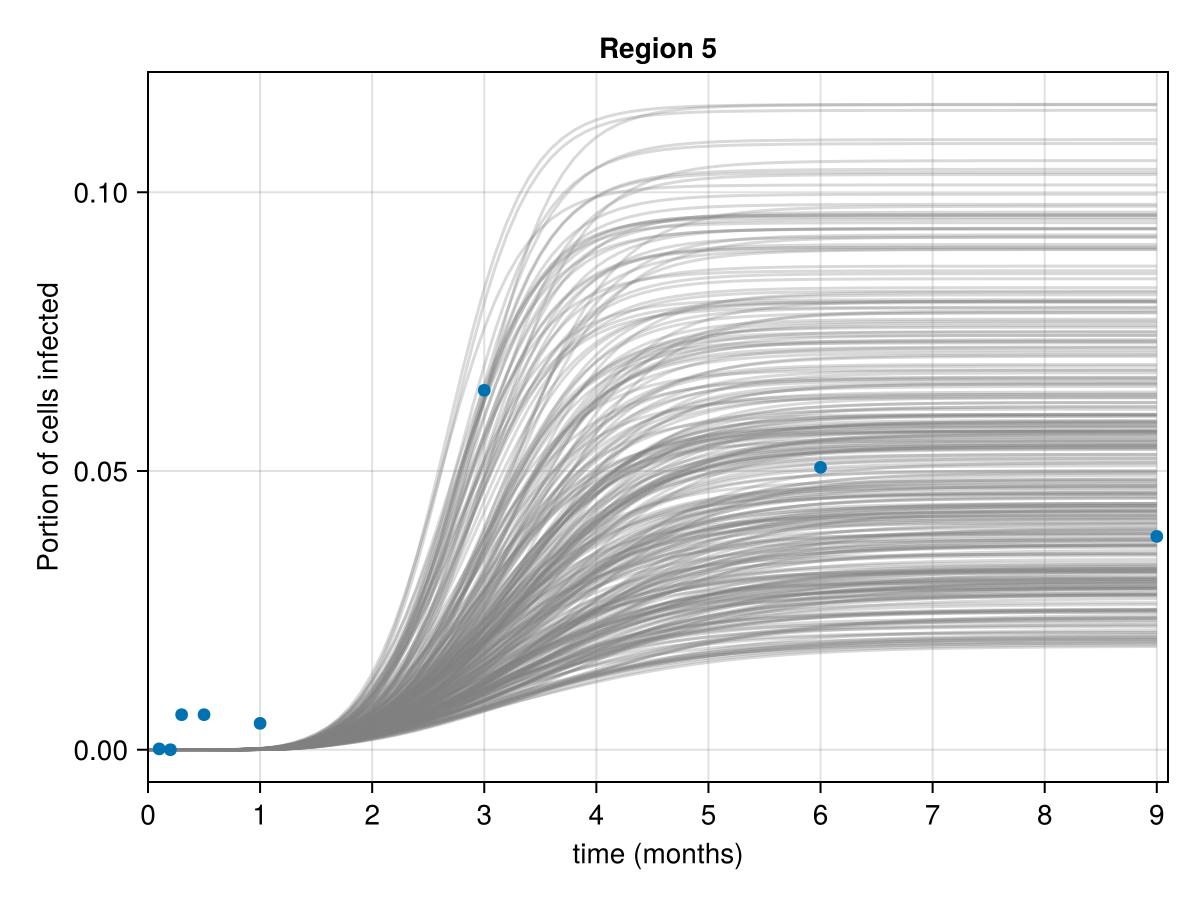 Region 5
0.10
0.05
0.00
Portion of cells infected
0 1 2 3 4 5 6 7 8 9
time (months)